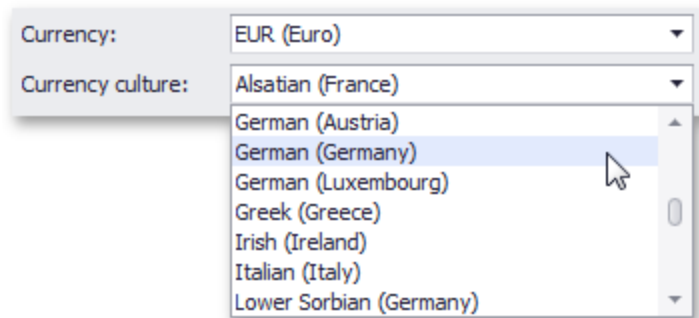 Currency: EUR (Euro)
Currency culture: Alsatian (France)
German (Austria)
German (Germany)
German (Luxembourg)
Greek (Greece)
Irish (Ireland)
Italian (Italy)
Lower Sorbian (Germany)